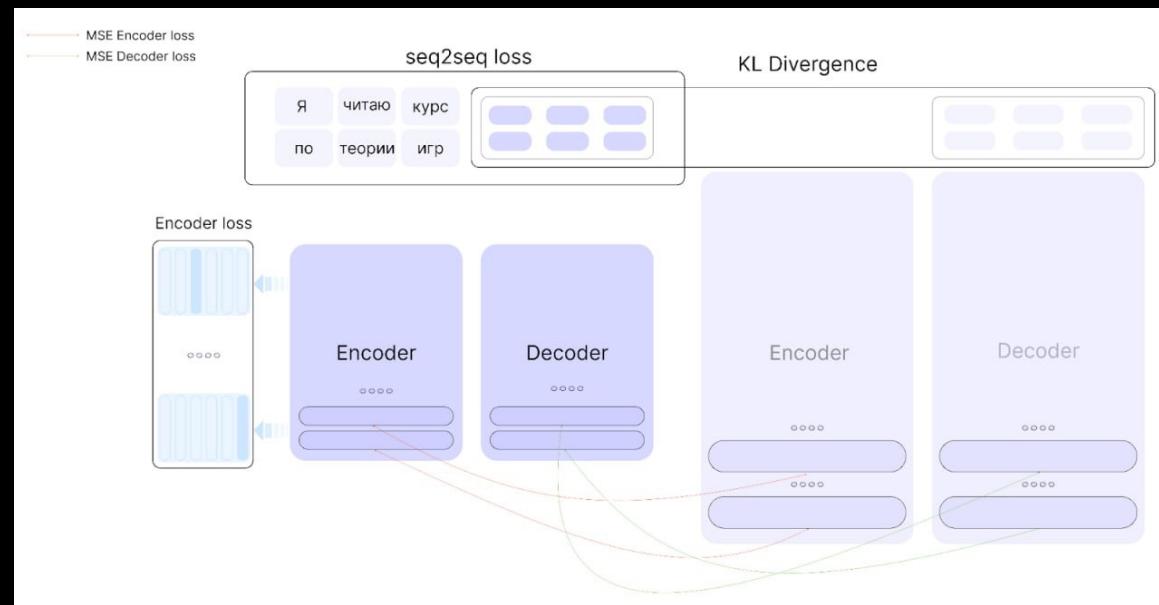 MSE Encoder loss
MSE Decoder loss
seq2seq loss
KL Divergence
Я читаю курс
по теории игр
Encoder loss
Encoder
Decoder
Encoder
Decoder